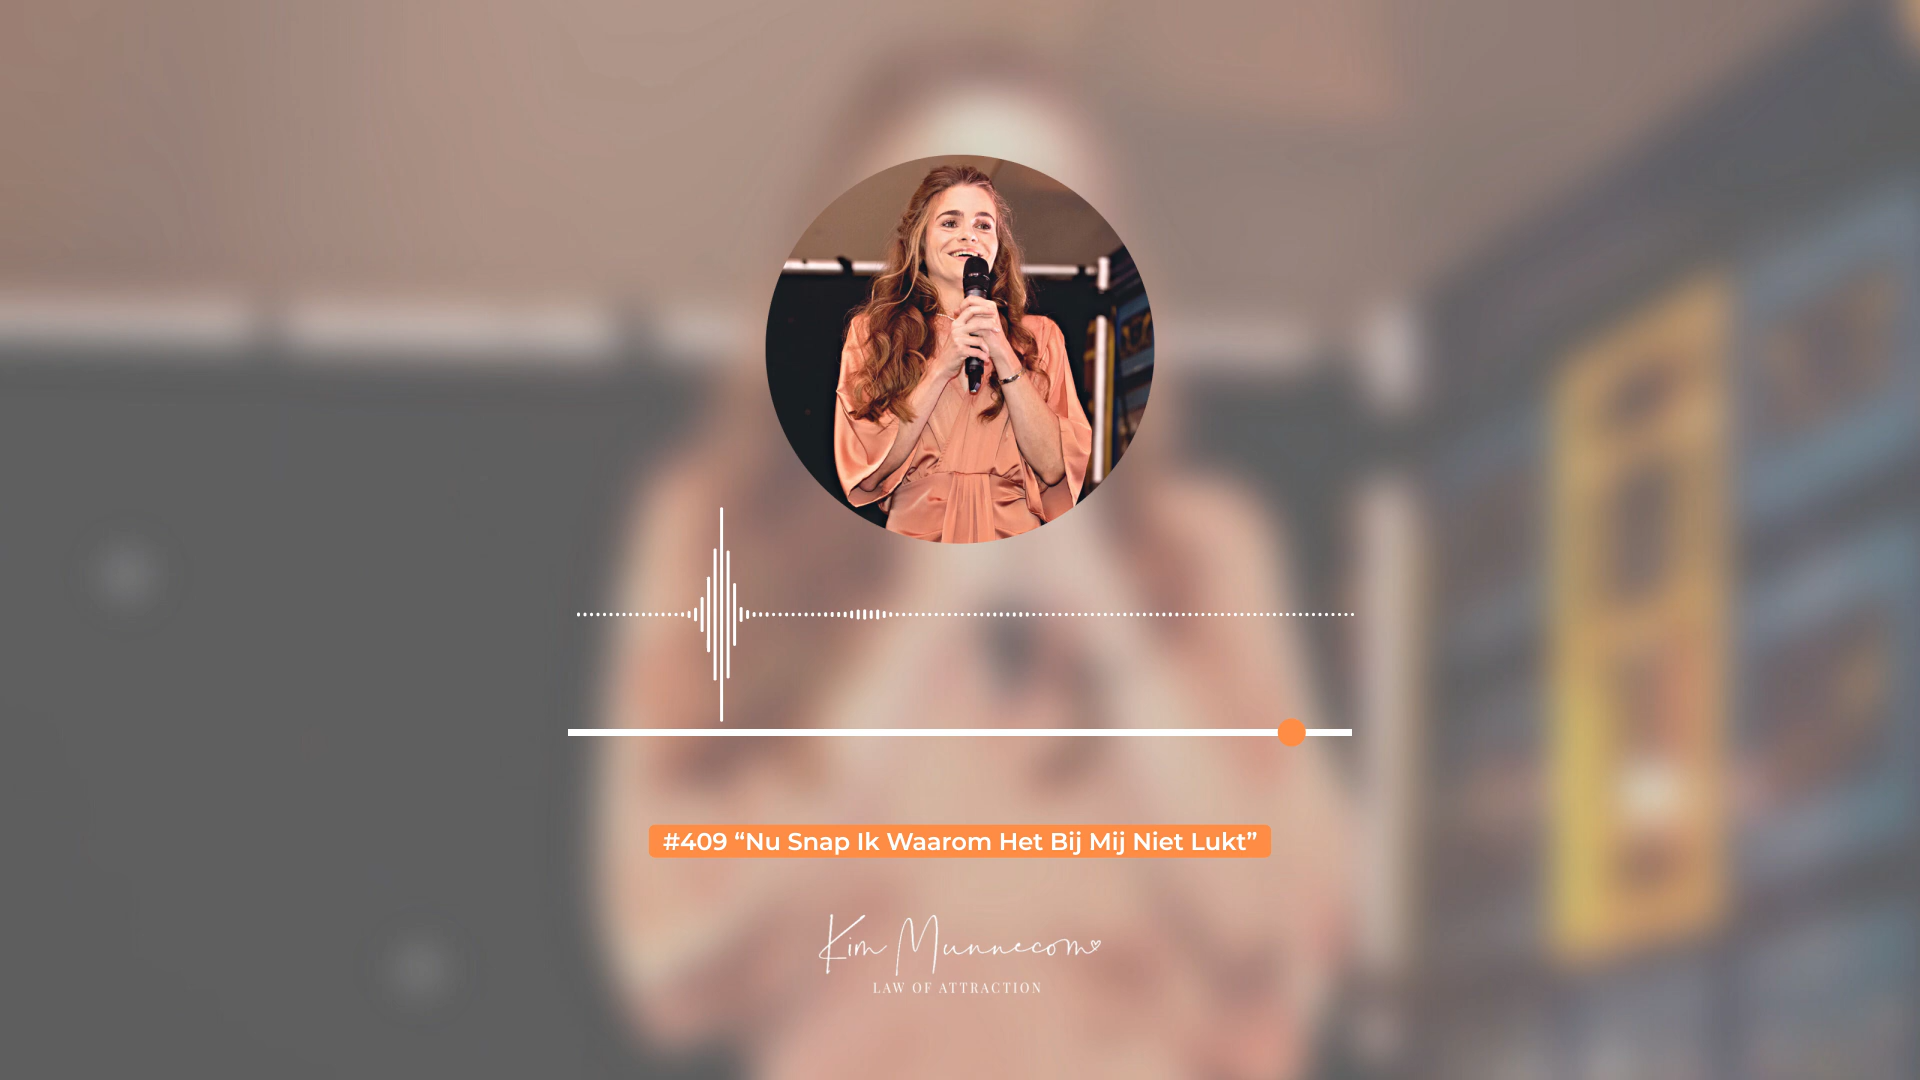 #409 “Nu Snap Ik Waarom Het Bij Mij Niet Lukt”
Kim Munnecom
LAW OF ATTRACTION